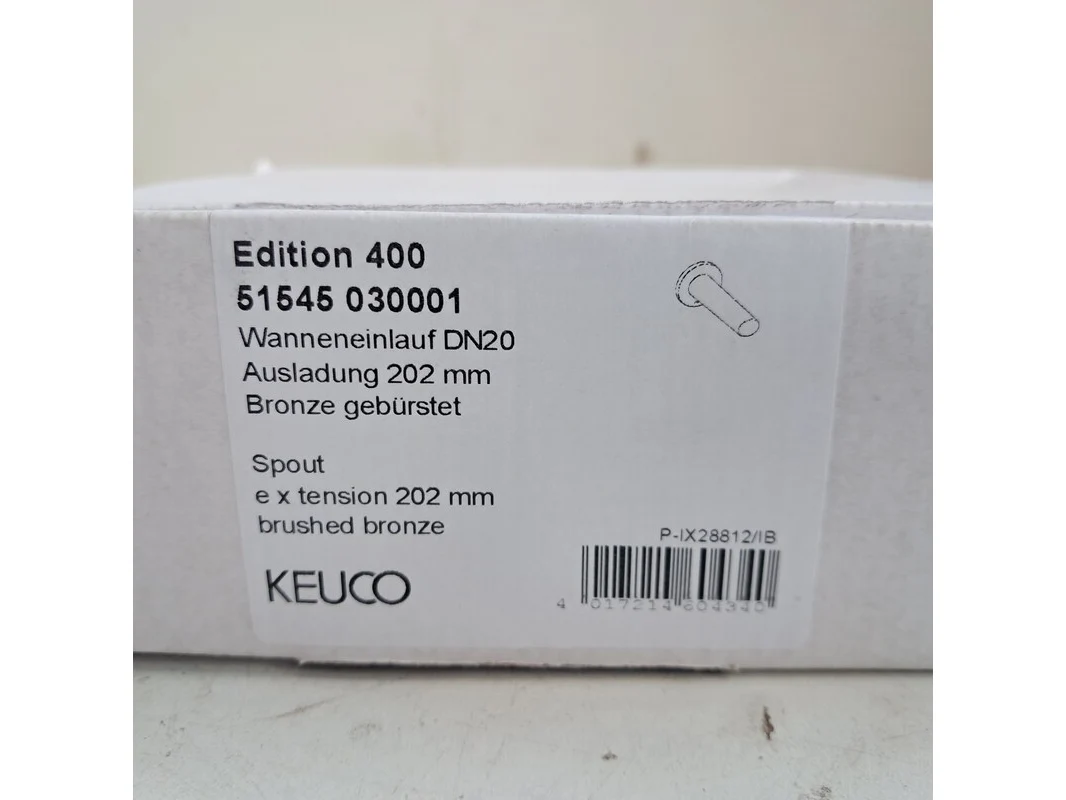 Edition 400
51545 030001
Wanneneinlauf DN20
Ausladung 202 mm
Bronze gebürstet
Spout
e x tension 202 mm
brushed bronze
KEUCO
P-IX28812/IB
4 017214 604340